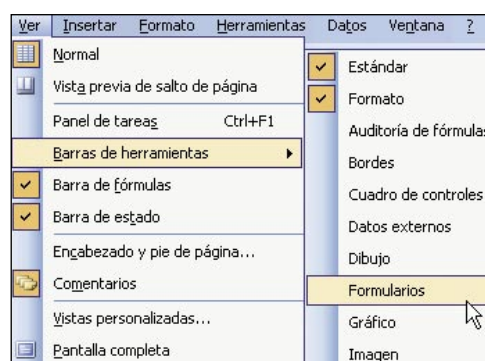 Ver Insertar Formato Herramientas Datos Ventana ?
Normal
Vista previa de salto de página
Panel de tareas Ctrl+F1
Barras de herramientas
Barra de fórmulas
Barra de estado
Encabezado y pie de página...
Comentarios
Vistas personalizadas...
Pantalla completa
Estándar
Formato
Auditoría de fórmulas
Bordes
Cuadro de controles
Datos externos
Dibujo
Formularios
Gráfico
Imagen